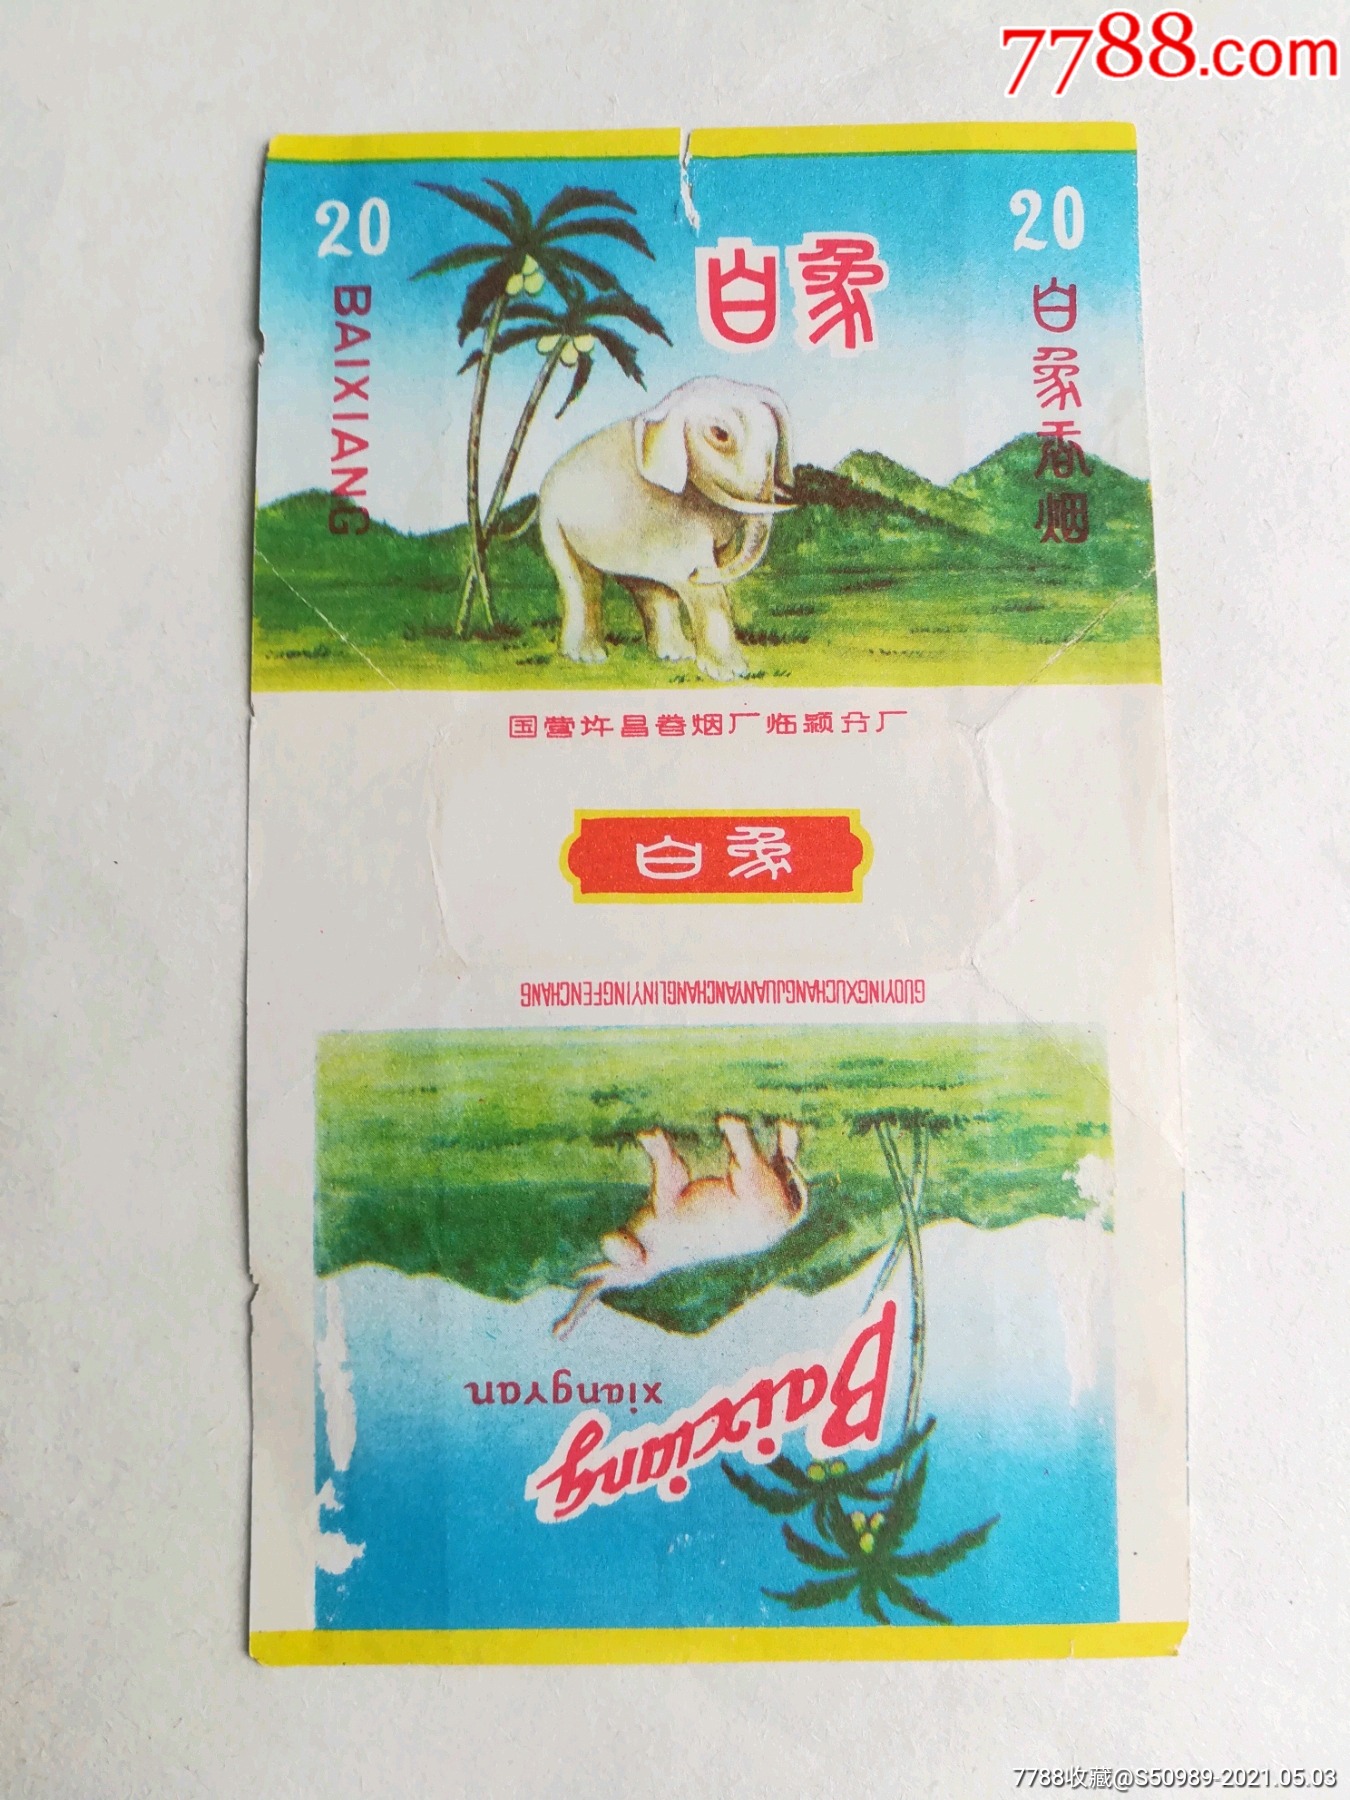 7788.com
20
20
BAIXIANG
白象
白象香烟
国营许昌卷烟厂临颍分厂
白象
GUOYINGXUCHANGJUANYANCHANGLINYINGFENCHANG
Baixiang
xiangyan
7788收藏@S50989-2021.05.03